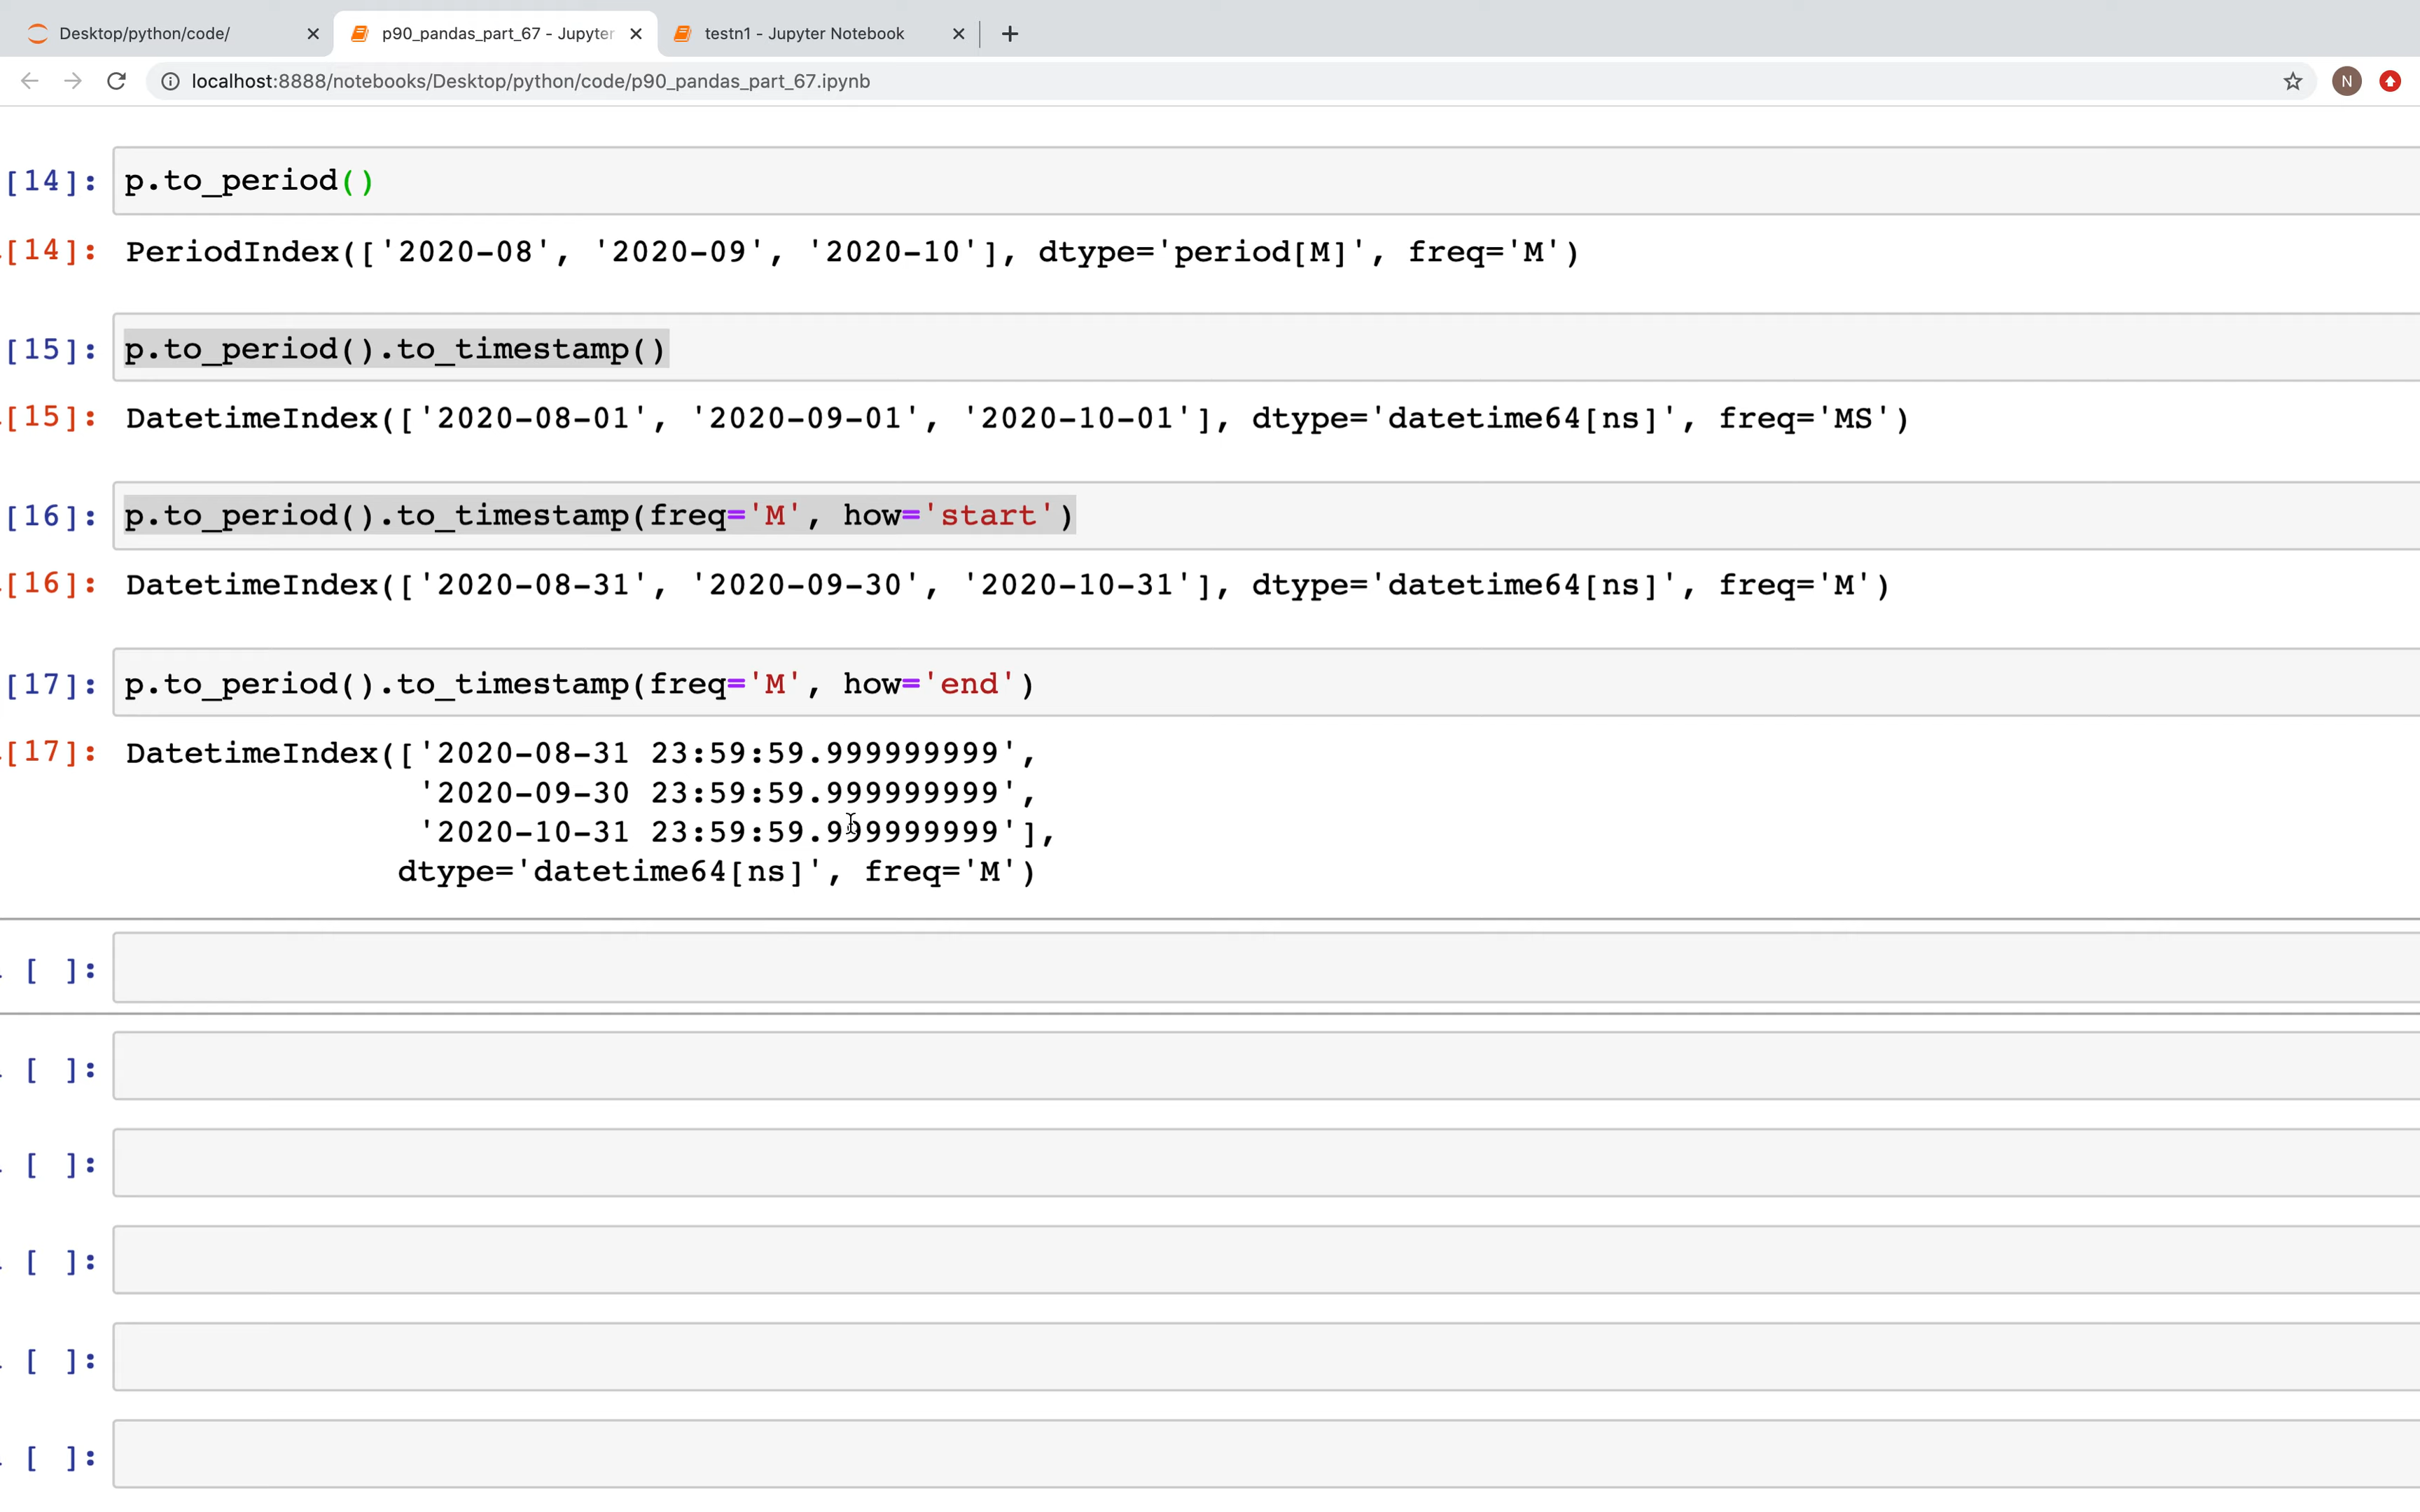 Desktop/python/code/
p90_pandas_part_67 - Jupyter
testn1 - Jupyter Notebook
localhost:8888/notebooks/Desktop/python/code/p90_pandas_part_67.ipynb
N
[14]: p.to_period()
[14]: PeriodIndex(['2020-08', '2020-09', '2020-10'], dtype='period[M]', freq='M')
[15]: p.to_period().to_timestamp()
[15]: DatetimeIndex(['2020-08-01', '2020-09-01', '2020-10-01'], dtype='datetime64[ns]', freq='MS')
[16]: p.to_period().to_timestamp(freq='M', how='start')
[16]: DatetimeIndex(['2020-08-31', '2020-09-30', '2020-10-31'], dtype='datetime64[ns]', freq='M')
[17]: p.to_period().to_timestamp(freq='M', how='end')
[17]: DatetimeIndex(['2020-08-31 23:59:59.999999999',
'2020-09-30 23:59:59.999999999',
'2020-10-31 23:59:59.999999999'],
dtype='datetime64[ns]', freq='M')
[ ]:
[ ]:
[ ]:
[ ]:
[ ]:
[ ]: